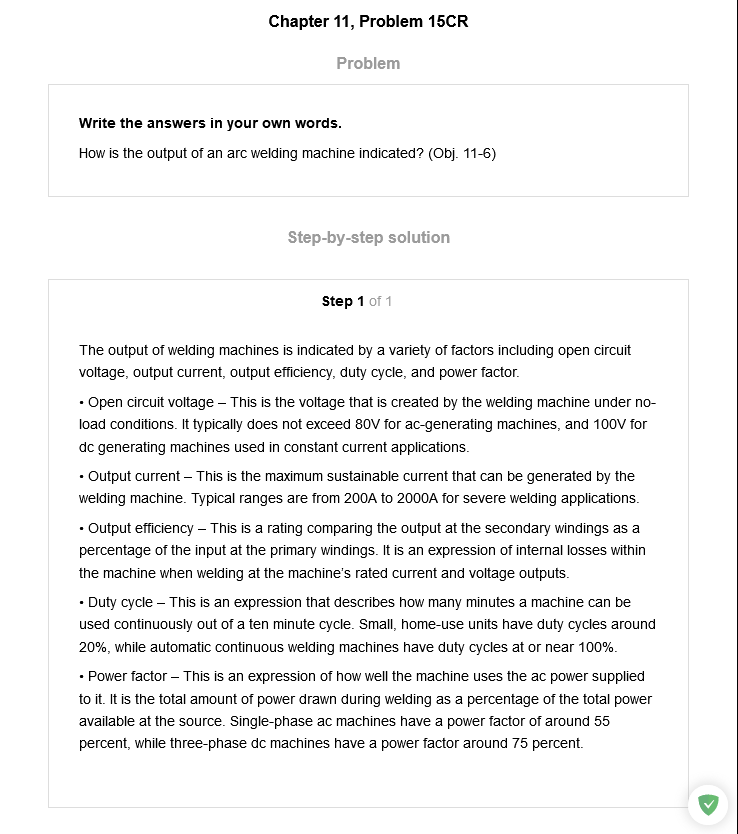 Chapter 11, Problem 15CR
Problem
Write the answers in your own words.
How is the output of an arc welding machine indicated? (Obj. 11-6)
Step-by-step solution
Step 1 of 1
The output of welding machines is indicated by a variety of factors including open circuit
voltage, output current, output efficiency, duty cycle, and power factor.
• Open circuit voltage – This is the voltage that is created by the welding machine under no-
load conditions. It typically does not exceed 80V for ac-generating machines, and 100V for
dc generating machines used in constant current applications.
• Output current – This is the maximum sustainable current that can be generated by the
welding machine. Typical ranges are from 200A to 2000A for severe welding applications.
• Output efficiency – This is a rating comparing the output at the secondary windings as a
percentage of the input at the primary windings. It is an expression of internal losses within
the machine when welding at the machine's rated current and voltage outputs.
• Duty cycle – This is an expression that describes how many minutes a machine can be
used continuously out of a ten minute cycle. Small, home-use units have duty cycles around
20%, while automatic continuous welding machines have duty cycles at or near 100%.
• Power factor – This is an expression of how well the machine uses the ac power supplied
to it. It is the total amount of power drawn during welding as a percentage of the total power
available at the source. Single-phase ac machines have a power factor of around 55
percent, while three-phase dc machines have a power factor around 75 percent.